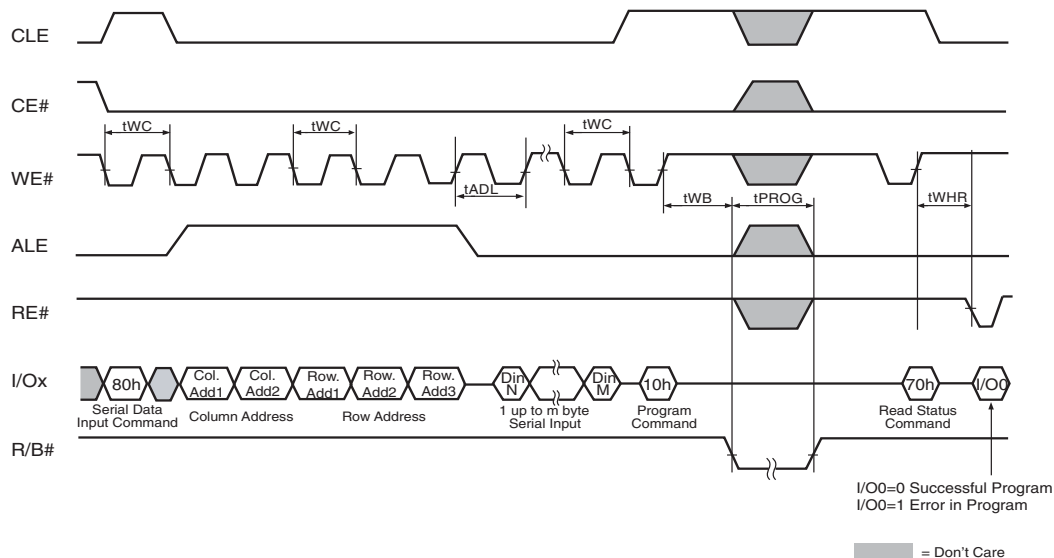 CLE
CE#
tWC
tWC
tWC
WE#
tADL
tWB
tPROG
tWHR
ALE
RE#
I/Ox
80h
Col.
Add1
Col.
Add2
Row.
Add1
Row.
Add2
Row.
Add3
Din
N
Din
M
10h
70h
I/O0
Serial Data
Input Command
Column Address
Row Address
1 up to m byte
Serial Input
Program
Command
Read Status
Command
R/B#
I/O0=0 Successful Program
I/O0=1 Error in Program
= Don't Care